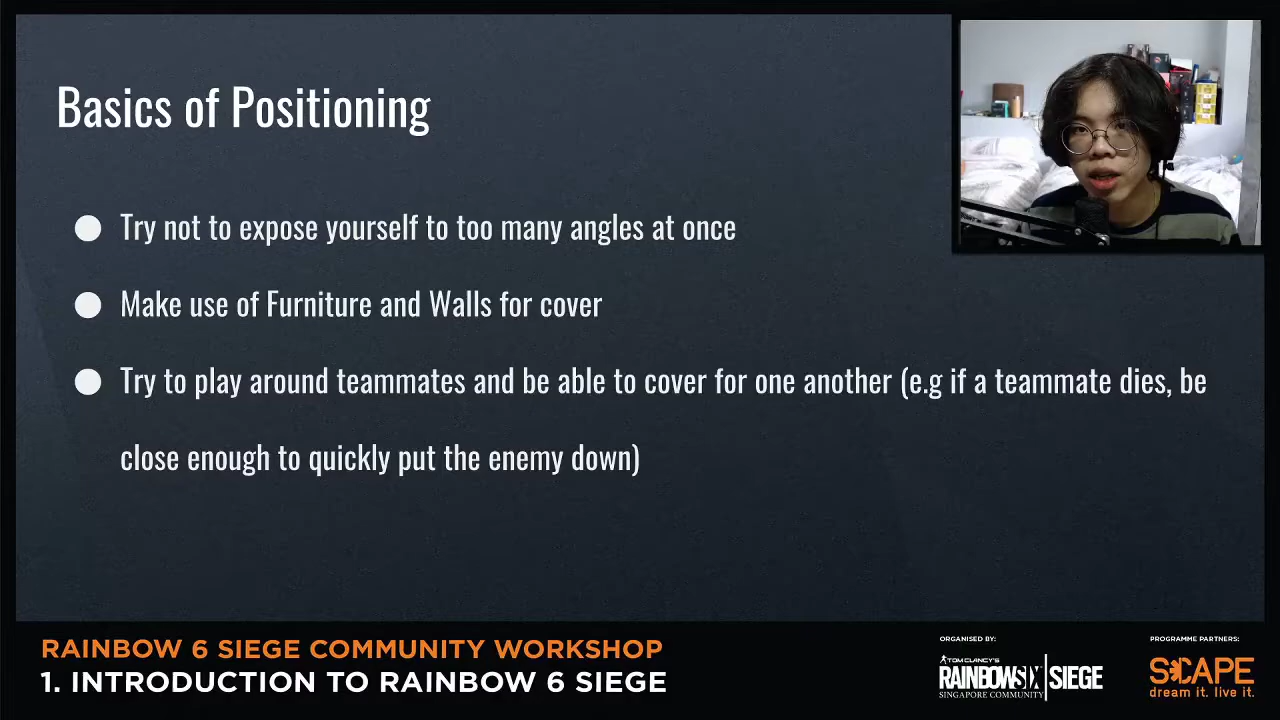 Basics of Positioning
● Try not to expose yourself to too many angles at once
● Make use of Furniture and Walls for cover
● Try to play around teammates and be able to cover for one another (e.g if a teammate dies, be
close enough to quickly put the enemy down)
RAINBOW 6 SIEGE COMMUNITY WORKSHOP
1. INTRODUCTION TO RAINBOW 6 SIEGE
ORGANISED BY:
TOM CLANCY'S
RAINBOWSIX SIEGE
SINGAPORE COMMUNITY
PROGRAMME PARTNERS:
SCAPE
dream it. live it.